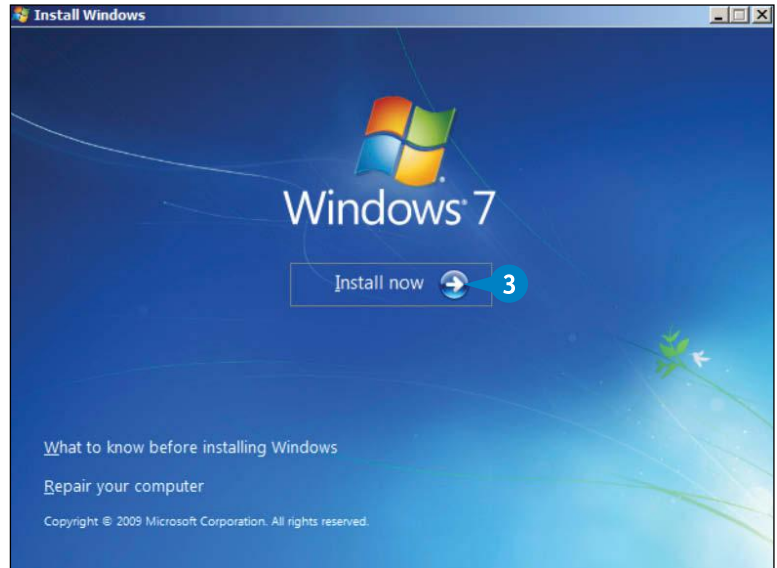 Install Windows
Windows® 7
Install now
3
What to know before installing Windows
Repair your computer
Copyright © 2009 Microsoft Corporation. All rights reserved.